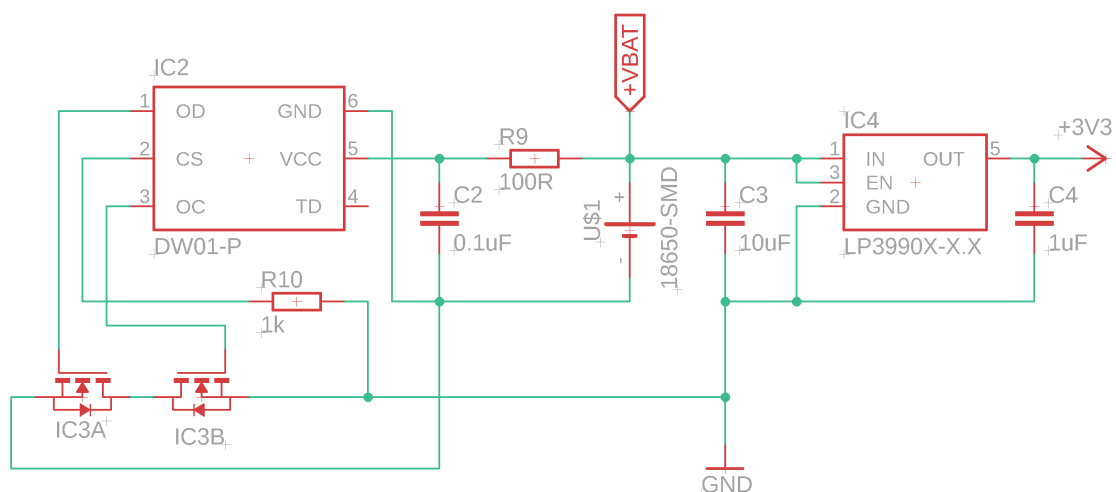 +VBAT
IC2
1 OD GND 6
2 CS VCC 5
3 OC TD 4
DW01-P
R9
100R
C2
0.1uF
U$1
+
-
18650-SMD
C3
10uF
IC4
1 IN OUT 5
3 EN
2 GND
LP3990X-X.X
+3V3
C4
1uF
R10
1k
IC3A
IC3B
GND